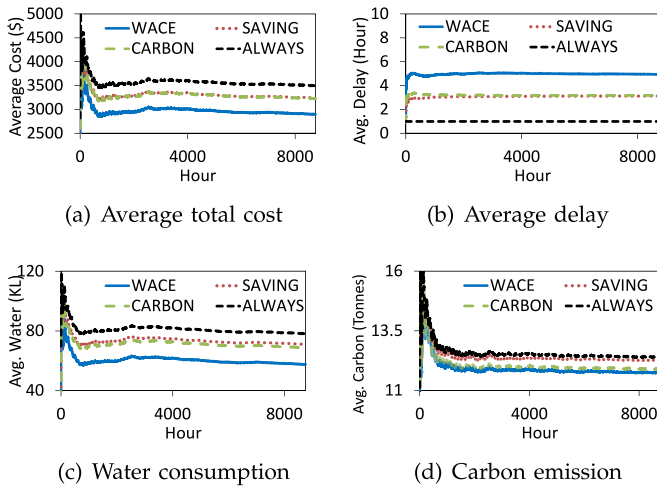 Average Cost ($)
5000
4500
4000
3500
3000
2500
WACE
SAVING
CARBON
ALWAYS
0
4000
8000
Hour
(a) Average total cost
Avg. Delay (Hour)
10
8
6
4
2
0
WACE
SAVING
CARBON
ALWAYS
0
4000
8000
Hour
(b) Average delay
Avg. Water (KL)
120
80
40
WACE
SAVING
CARBON
ALWAYS
0
4000
8000
Hour
(c) Water consumption
Avg. Carbon (Tonnes)
16
13.5
11
WACE
SAVING
CARBON
ALWAYS
0
4000
8000
Hour
(d) Carbon emission